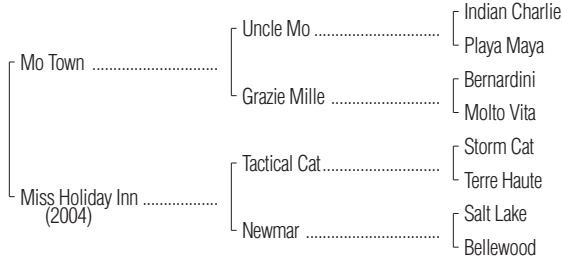 Indian Charlie
Uncle Mo ..............................
Playa Maya
Mo Town ..............................
Bernardini
Grazie Mille ..........................
Molto Vita
Storm Cat
Tactical Cat............................
Terre Haute
Miss Holiday Inn ..................
(2004)
Salt Lake
Newmar ................................
Bellewood